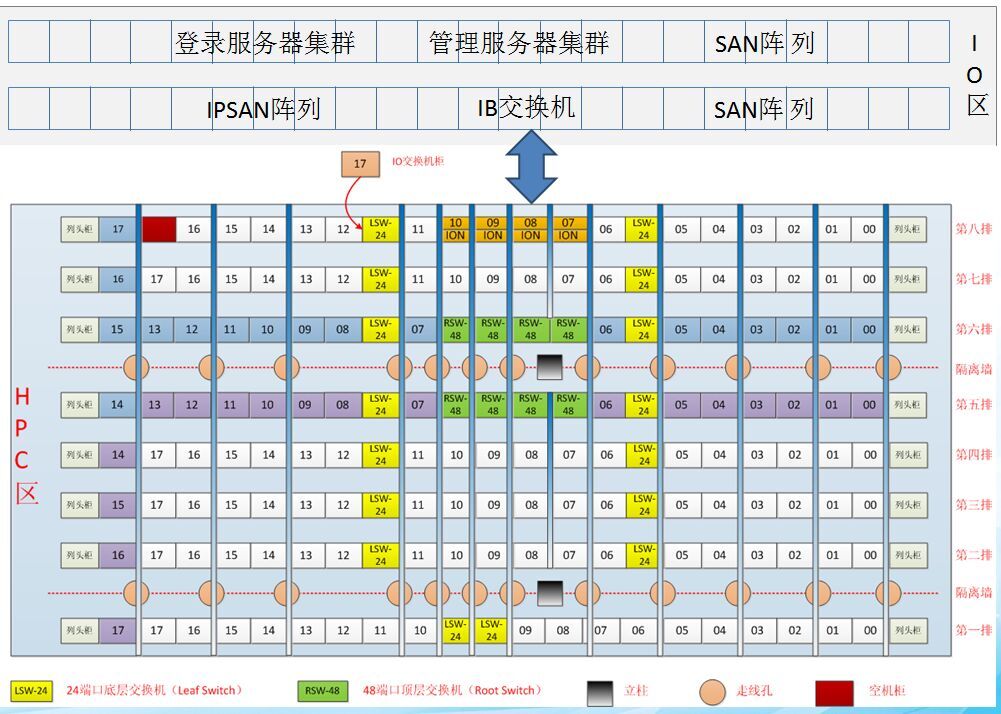 登录服务器集群 管理服务器集群 SAN阵列
IPSAN阵列 IB交换机 SAN阵列
IO区
17 IO交换机柜
列头柜 17 16 15 14 13 12 LSW-24 11 10 ION 09 ION 08 ION 07 ION 06 LSW-24 05 04 03 02 01 00 列头柜 第八排
列头柜 16 17 16 15 14 13 12 LSW-24 11 10 09 08 07 06 LSW-24 05 04 03 02 01 00 列头柜 第七排
列头柜 15 13 12 11 10 09 08 LSW-24 07 RSW-48 RSW-48 RSW-48 RSW-48 06 LSW-24 05 04 03 02 01 00 列头柜 第六排
隔离墙
HPC区
列头柜 14 13 12 11 10 09 08 LSW-24 07 RSW-48 RSW-48 RSW-48 RSW-48 06 LSW-24 05 04 03 02 01 00 列头柜 第五排
列头柜 14 17 16 15 14 13 12 LSW-24 11 10 09 08 07 06 LSW-24 05 04 03 02 01 00 列头柜 第四排
列头柜 15 17 16 15 14 13 12 LSW-24 11 10 09 08 07 06 LSW-24 05 04 03 02 01 00 列头柜 第三排
列头柜 16 17 16 15 14 13 12 LSW-24 11 10 09 08 07 06 LSW-24 05 04 03 02 01 00 列头柜 第二排
隔离墙
列头柜 17 17 16 15 14 13 12 11 10 LSW-24 LSW-24 09 08 07 06 05 04 03 02 01 00 列头柜 第一排
LSW-24 24端口底层交换机（Leaf Switch） RSW-48 48端口顶层交换机（Root Switch） 立柱 走线孔 空机柜